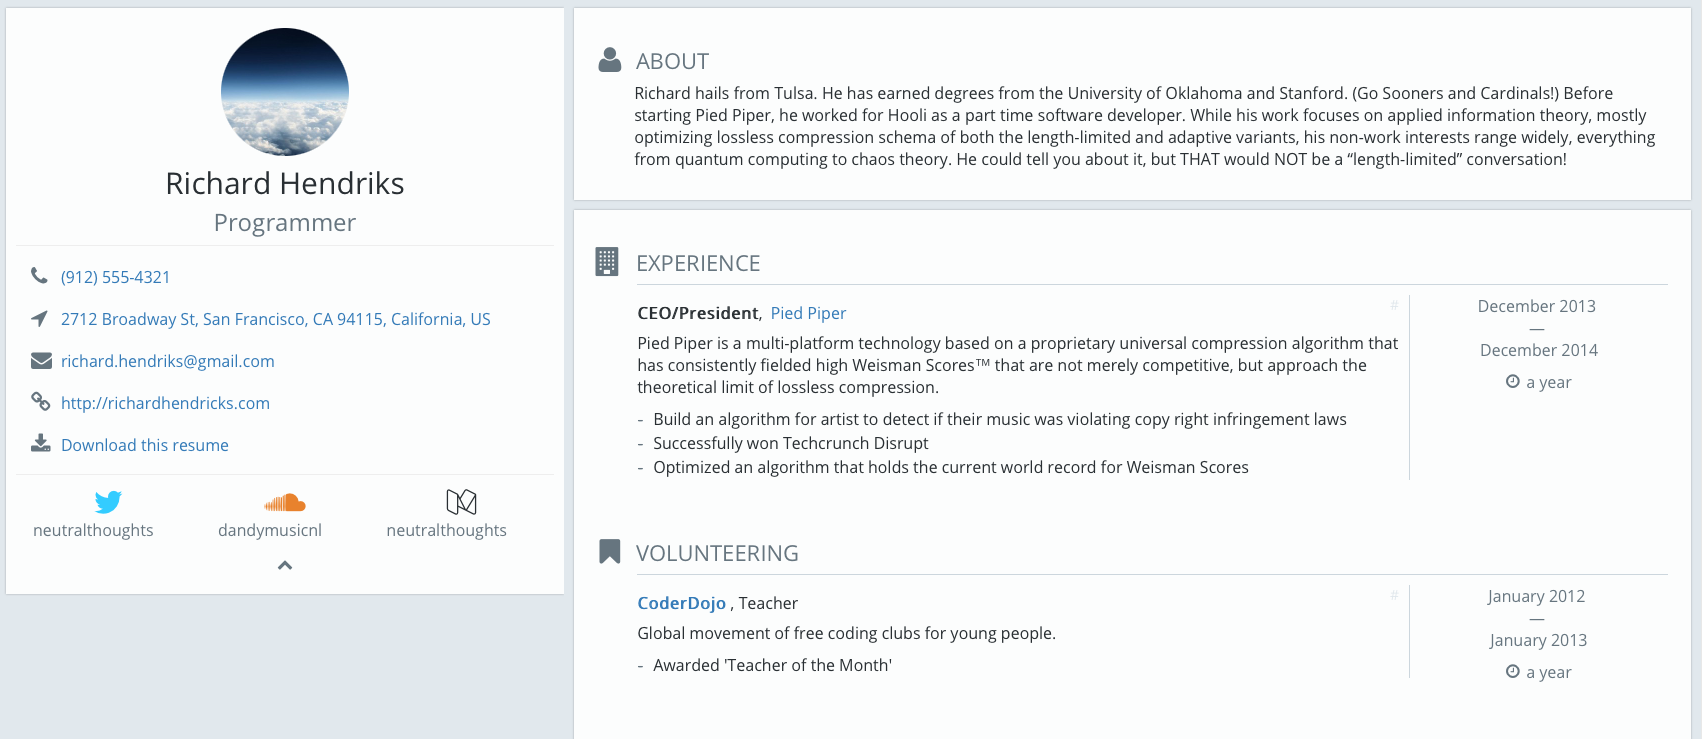 Richard Hendriks
Programmer
(912) 555-4321
2712 Broadway St, San Francisco, CA 94115, California, US
richard.hendriks@gmail.com
http://richardhendricks.com
Download this resume
neutralthoughts
dandymusicnl
neutralthoughts
ABOUT
Richard hails from Tulsa. He has earned degrees from the University of Oklahoma and Stanford. (Go Sooners and Cardinals!) Before
starting Pied Piper, he worked for Hooli as a part time software developer. While his work focuses on applied information theory, mostly
optimizing lossless compression schema of both the length-limited and adaptive variants, his non-work interests range widely, everything
from quantum computing to chaos theory. He could tell you about it, but THAT would NOT be a “length-limited” conversation!
EXPERIENCE
CEO/President, Pied Piper
#
Pied Piper is a multi-platform technology based on a proprietary universal compression algorithm that
has consistently fielded high Weisman Scores™ that are not merely competitive, but approach the
theoretical limit of lossless compression.
- Build an algorithm for artist to detect if their music was violating copy right infringement laws
- Successfully won Techcrunch Disrupt
- Optimized an algorithm that holds the current world record for Weisman Scores
December 2013
—
December 2014
a year
VOLUNTEERING
CoderDojo , Teacher
#
Global movement of free coding clubs for young people.
- Awarded 'Teacher of the Month'
January 2012
—
January 2013
a year